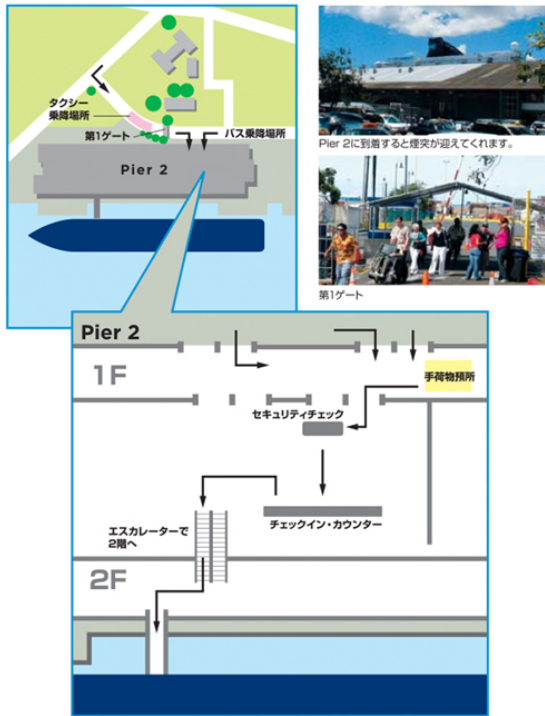 タクシー
乗降場所
第1ゲート
バス乗降場所
Pier 2
Pier 2に到着すると煙突が迎えてくれます。
第1ゲート
Pier 2
1F
手荷物預所
セキュリティチェック
チェックイン・カウンター
エスカレーターで
2階へ
2F